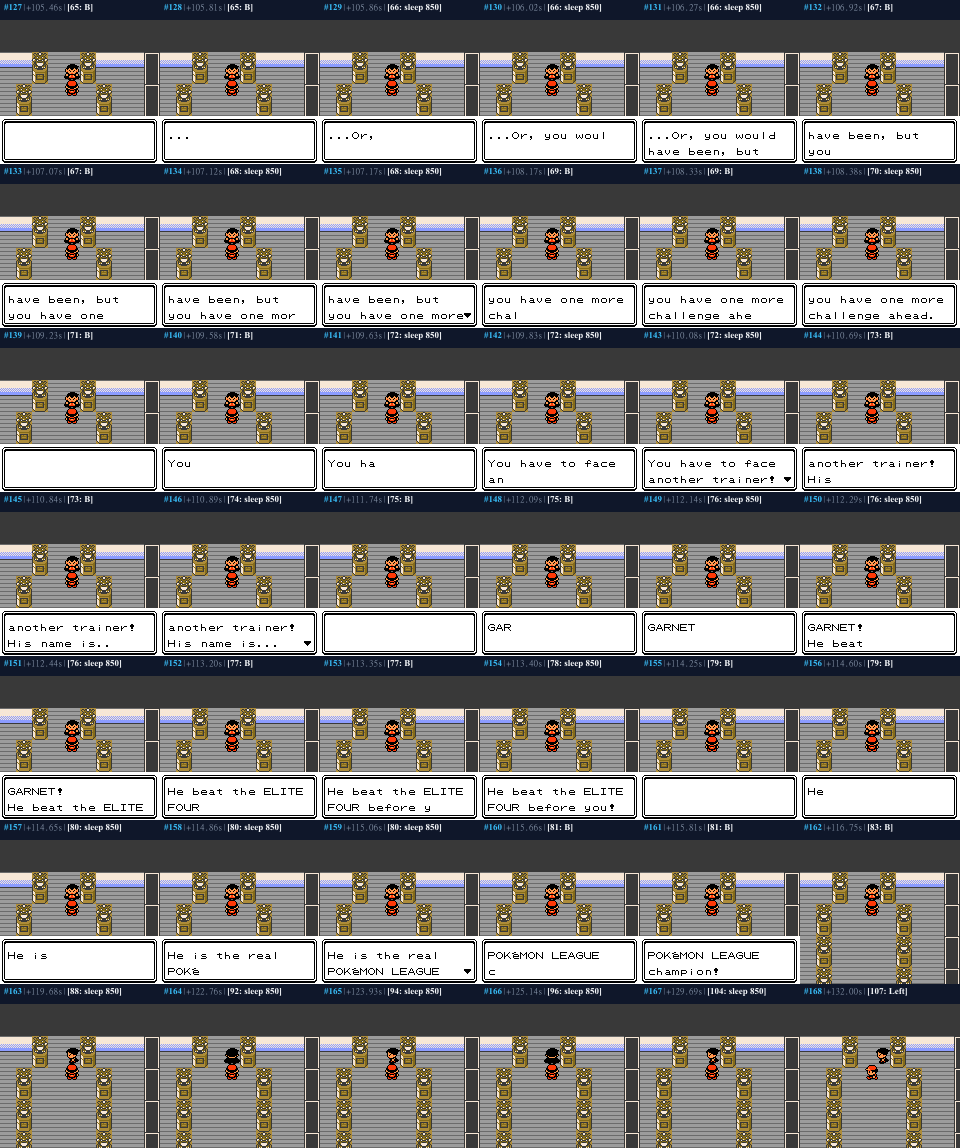 #127|+105.46s|[65: B]
#128|+105.81s|[65: B]
#129|+105.86s|[66: sleep 850]
#130|+106.02s|[66: sleep 850]
#131|+106.27s|[66: sleep 850]
#132|+106.92s|[67: B]
...
...Or,
...Or, you woul
...Or, you would
have been, but
have been, but
you
#133|+107.07s|[67: B]
#134|+107.12s|[68: sleep 850]
#135|+107.17s|[68: sleep 850]
#136|+108.17s|[69: B]
#137|+108.33s|[69: B]
#138|+108.38s|[70: sleep 850]
have been, but
you have one
have been, but
you have one mor
have been, but
you have one more
you have one more
chal
you have one more
challenge ahe
you have one more
challenge ahead.
#139|+109.23s|[71: B]
#140|+109.58s|[71: B]
#141|+109.63s|[72: sleep 850]
#142|+109.83s|[72: sleep 850]
#143|+110.08s|[72: sleep 850]
#144|+110.69s|[73: B]
You
You ha
You have to face
an
You have to face
another trainer!
another trainer!
His
#145|+110.84s|[73: B]
#146|+110.89s|[74: sleep 850]
#147|+111.74s|[75: B]
#148|+112.09s|[75: B]
#149|+112.14s|[76: sleep 850]
#150|+112.29s|[76: sleep 850]
another trainer!
His name is..
another trainer!
His name is...
GAR
GARNET
GARNET!
He beat
#151|+112.44s|[76: sleep 850]
#152|+113.20s|[77: B]
#153|+113.35s|[77: B]
#154|+113.40s|[78: sleep 850]
#155|+114.25s|[79: B]
#156|+114.60s|[79: B]
GARNET!
He beat the ELITE
He beat the ELITE
FOUR
He beat the ELITE
FOUR before y
He beat the ELITE
FOUR before you!
He
#157|+114.65s|[80: sleep 850]
#158|+114.86s|[80: sleep 850]
#159|+115.06s|[80: sleep 850]
#160|+115.66s|[81: B]
#161|+115.81s|[81: B]
#162|+116.75s|[83: B]
He is
He is the real
POKé
He is the real
POKéMON LEAGUE
POKéMON LEAGUE
c
POKéMON LEAGUE
champion!
#163|+119.68s|[88: sleep 850]
#164|+122.76s|[92: sleep 850]
#165|+123.93s|[94: sleep 850]
#166|+125.14s|[96: sleep 850]
#167|+129.69s|[104: sleep 850]
#168|+132.00s|[107: Left]